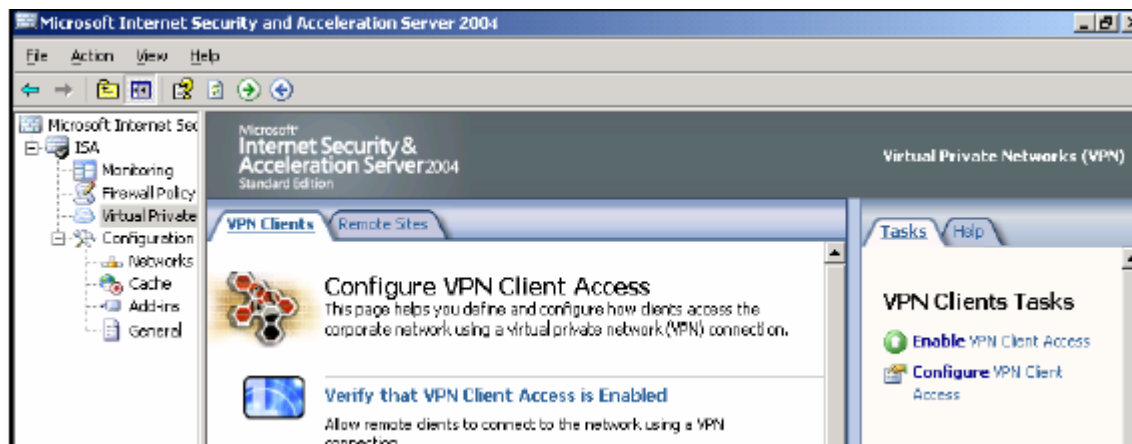 Microsoft Internet Security and Acceleration Server 2004
File Action View Help
Microsoft Internet Sec
ISA
Monitoring
Firewall Policy
Virtual Private
Configuration
Networks
Cache
Add-ins
General
Microsoft
Internet Security &
Acceleration Server 2004
Standard Edition
Virtual Private Networks (VPN)
VPN Clients Remote Sites
Configure VPN Client Access
This page helps you define and configure how clients access the
corporate network using a virtual private network (VPN) connection.
Verify that VPN Client Access is Enabled
Allow remote clients to connect to the network using a VPN
connection.
Tasks Help
VPN Clients Tasks
Enable VPN Client Access
Configure VPN Client
Access